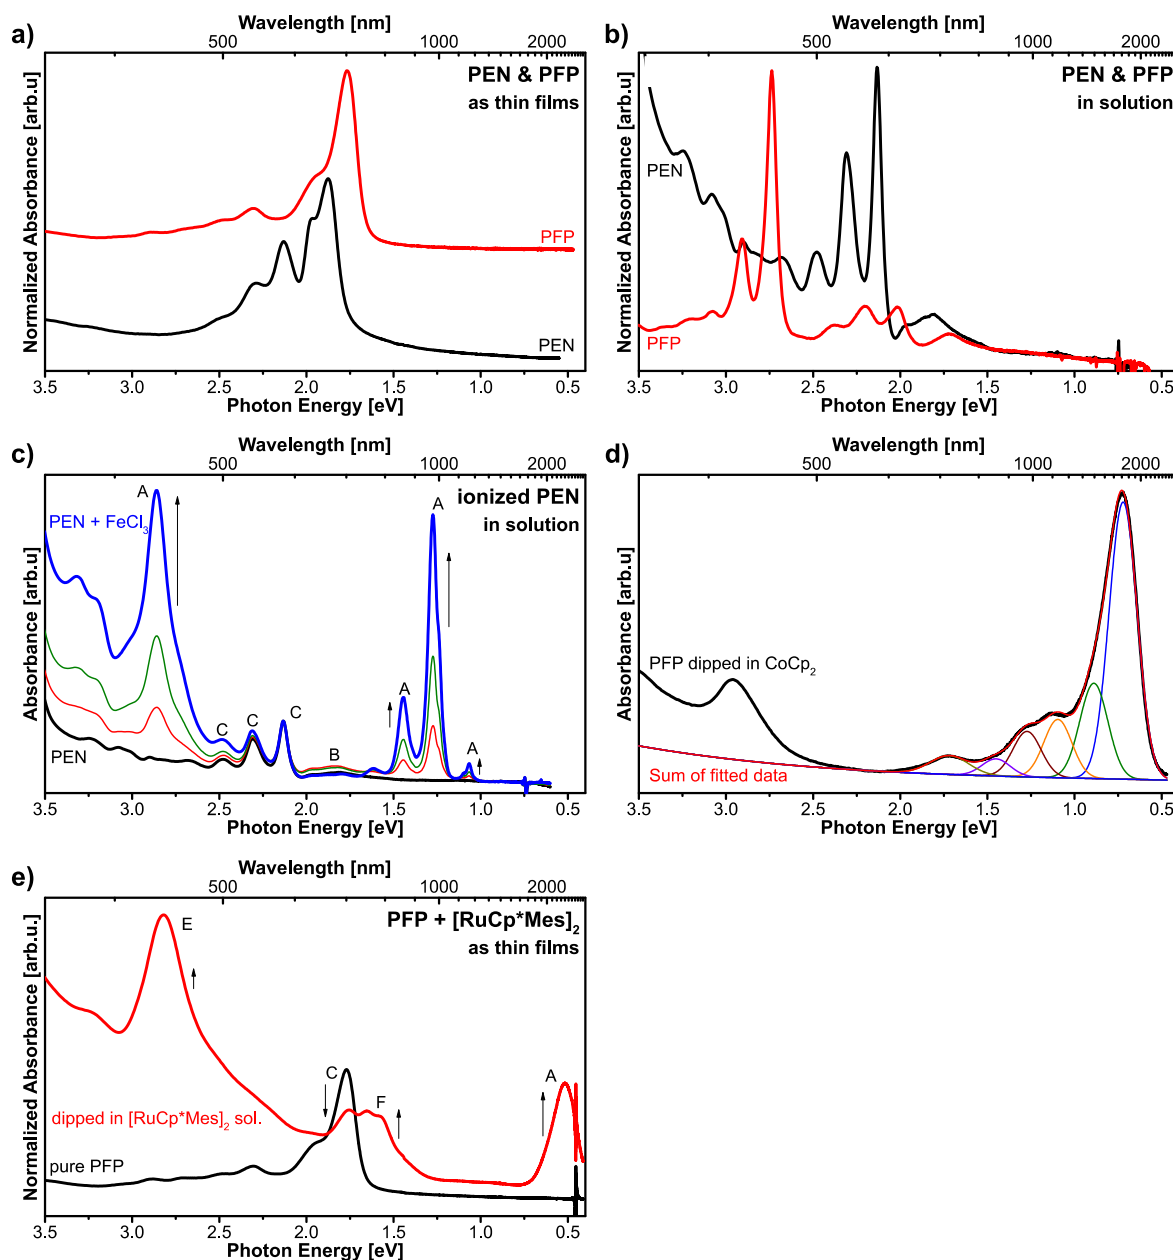 a)
Wavelength [nm]
500 1000 2000
PEN & PFP
as thin films
PFP
PEN
Normalized Absorbance [arb.u]
3.5 3.0 2.5 2.0 1.5 1.0 0.5
Photon Energy [eV]
b)
Wavelength [nm]
500 1000 2000
PEN & PFP
in solution
PEN
PFP
Normalized Absorbance [arb.u]
3.5 3.0 2.5 2.0 1.5 1.0 0.5
Photon Energy [eV]
c)
Wavelength [nm]
500 1000 2000
ionized PEN
in solution
PEN + FeCl3
A
A
A
A
C C C
B
PEN
Absorbance [arb.u]
3.5 3.0 2.5 2.0 1.5 1.0 0.5
Photon Energy [eV]
d)
Wavelength [nm]
500 1000 2000
PFP dipped in CoCp2
Sum of fitted data
Absorbance [arb.u]
3.5 3.0 2.5 2.0 1.5 1.0 0.5
Photon Energy [eV]
e)
Wavelength [nm]
500 1000 2000
PFP + [RuCp*Mes]2
as thin films
E
C
F
A
dipped in [RuCp*Mes]2 sol.
pure PFP
Normalized Absorbance [arb.u.]
3.5 3.0 2.5 2.0 1.5 1.0 0.5
Photon Energy [eV]